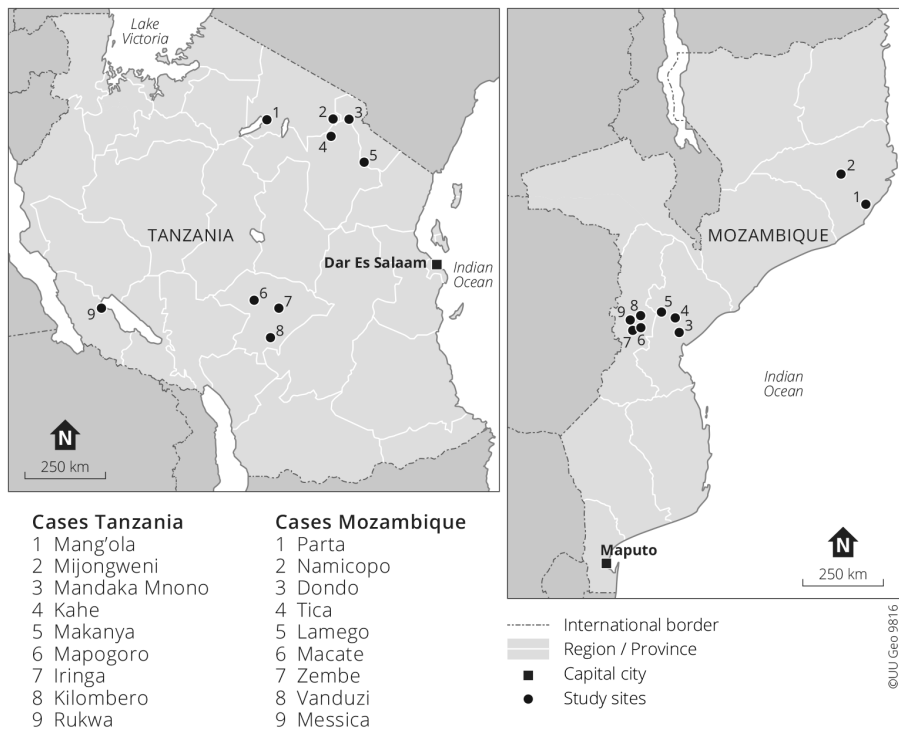 Lake
Victoria
1
2
3
4
5
TANZANIA
Dar Es Salaam
Indian
Ocean
6
7
8
9
N
250 km
2
1
MOZAMBIQUE
5
4
3
8
9
7
6
Indian
Ocean
Maputo
N
250 km
Cases Tanzania
1 Mang’ola
2 Mijongweni
3 Mandaka Mnono
4 Kahe
5 Makanya
6 Mapogoro
7 Iringa
8 Kilombero
9 Rukwa
Cases Mozambique
1 Parta
2 Namicopo
3 Dondo
4 Tica
5 Lamego
6 Macate
7 Zembe
8 Vanduzi
9 Messica
International border
Region / Province
Capital city
Study sites
©UU Geo 9816